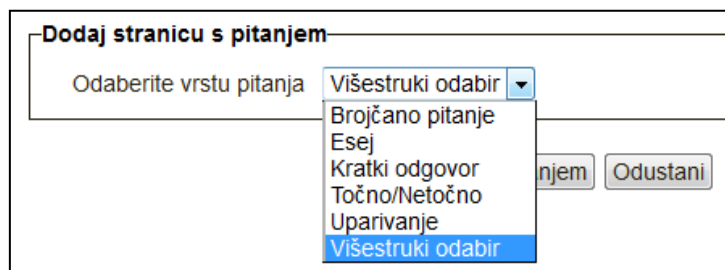 Dodaj stranicu s pitanjem
Odaberite vrstu pitanja Višestruki odabir
Brojčano pitanje
Esej
Kratki odgovor
njem Odustani
Točno/Netočno
Uparivanje
Višestruki odabir